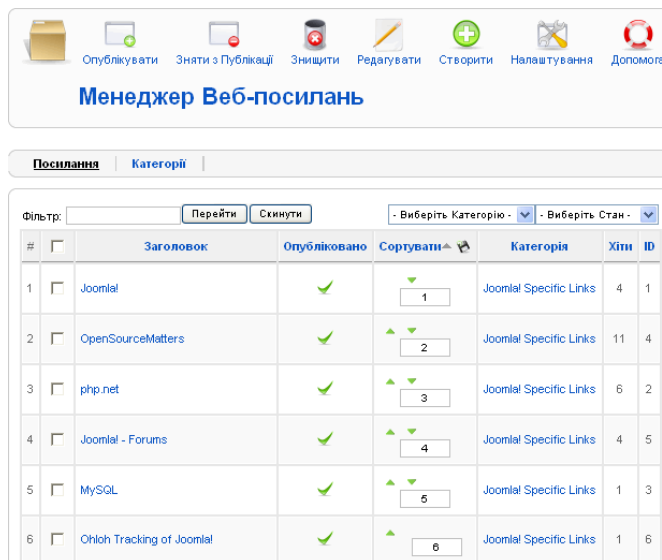 Опублікувати Зняти з Публікації Знищити Редагувати Створити Налаштування Допомога
Менеджер Веб-посилань
Посилання Категорії
Фільтр: Перейти Скинути - Виберіть Категорію - - Виберіть Стан -
# Заголовок Опубліковано Сортувати Категорія Хіти ID
1 Joomla! 1 Joomla! Specific Links 4 1
2 OpenSourceMatters 2 Joomla! Specific Links 11 4
3 php.net 3 Joomla! Specific Links 6 2
4 Joomla! - Forums 4 Joomla! Specific Links 4 5
5 MySQL 5 Joomla! Specific Links 1 3
6 Ohloh Tracking of Joomla! 6 Joomla! Specific Links 1 6